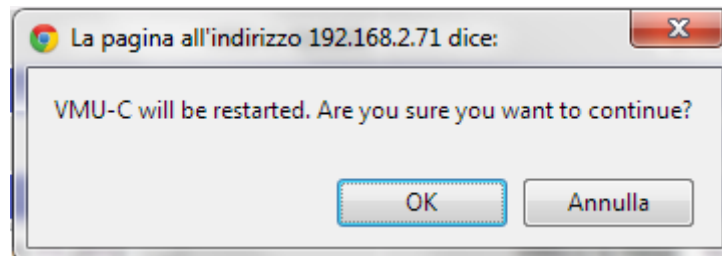 La pagina all'indirizzo 192.168.2.71 dice:
VMU-C will be restarted. Are you sure you want to continue?
OK
Annulla